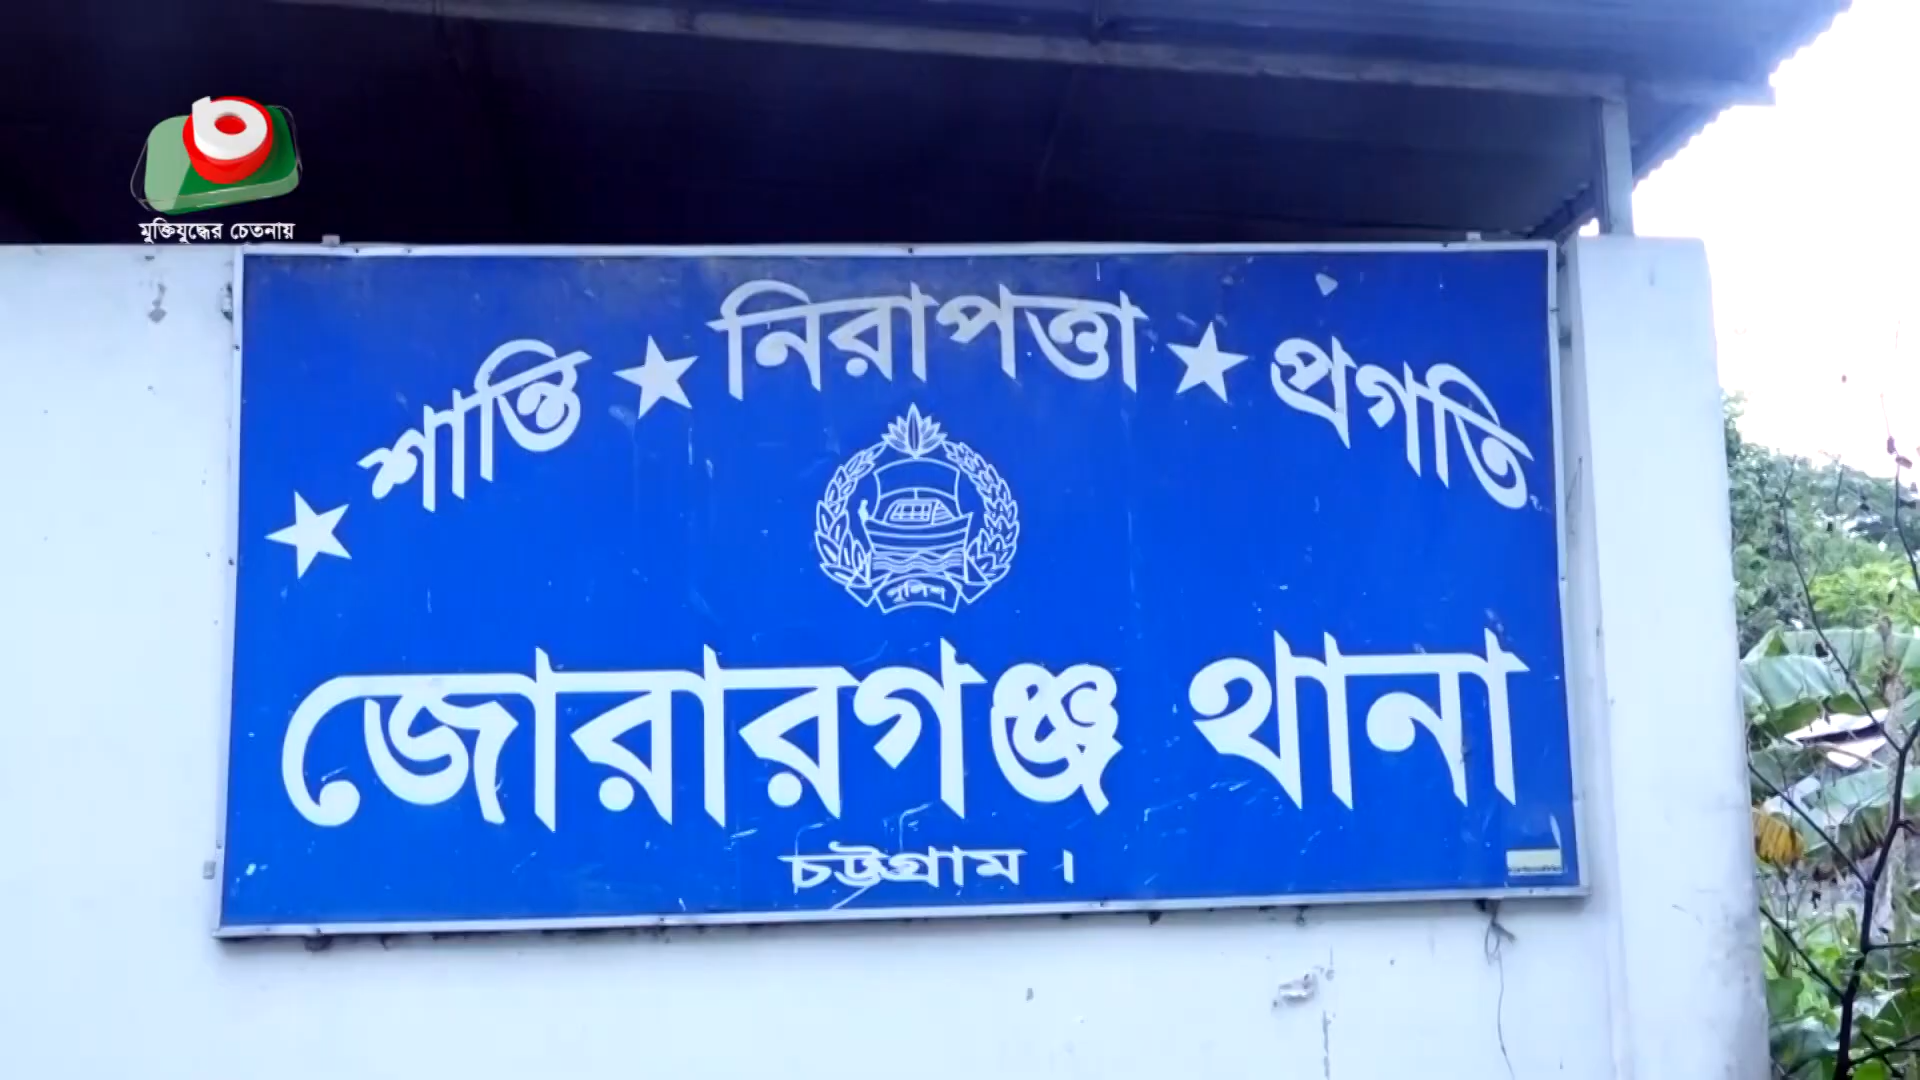 মুক্তিযুদ্ধের চেতনায়
★ শান্তি ★ নিরাপত্তা ★ প্রগতি
পুলিশ
জোরারগঞ্জ থানা
চট্টগ্রাম ।